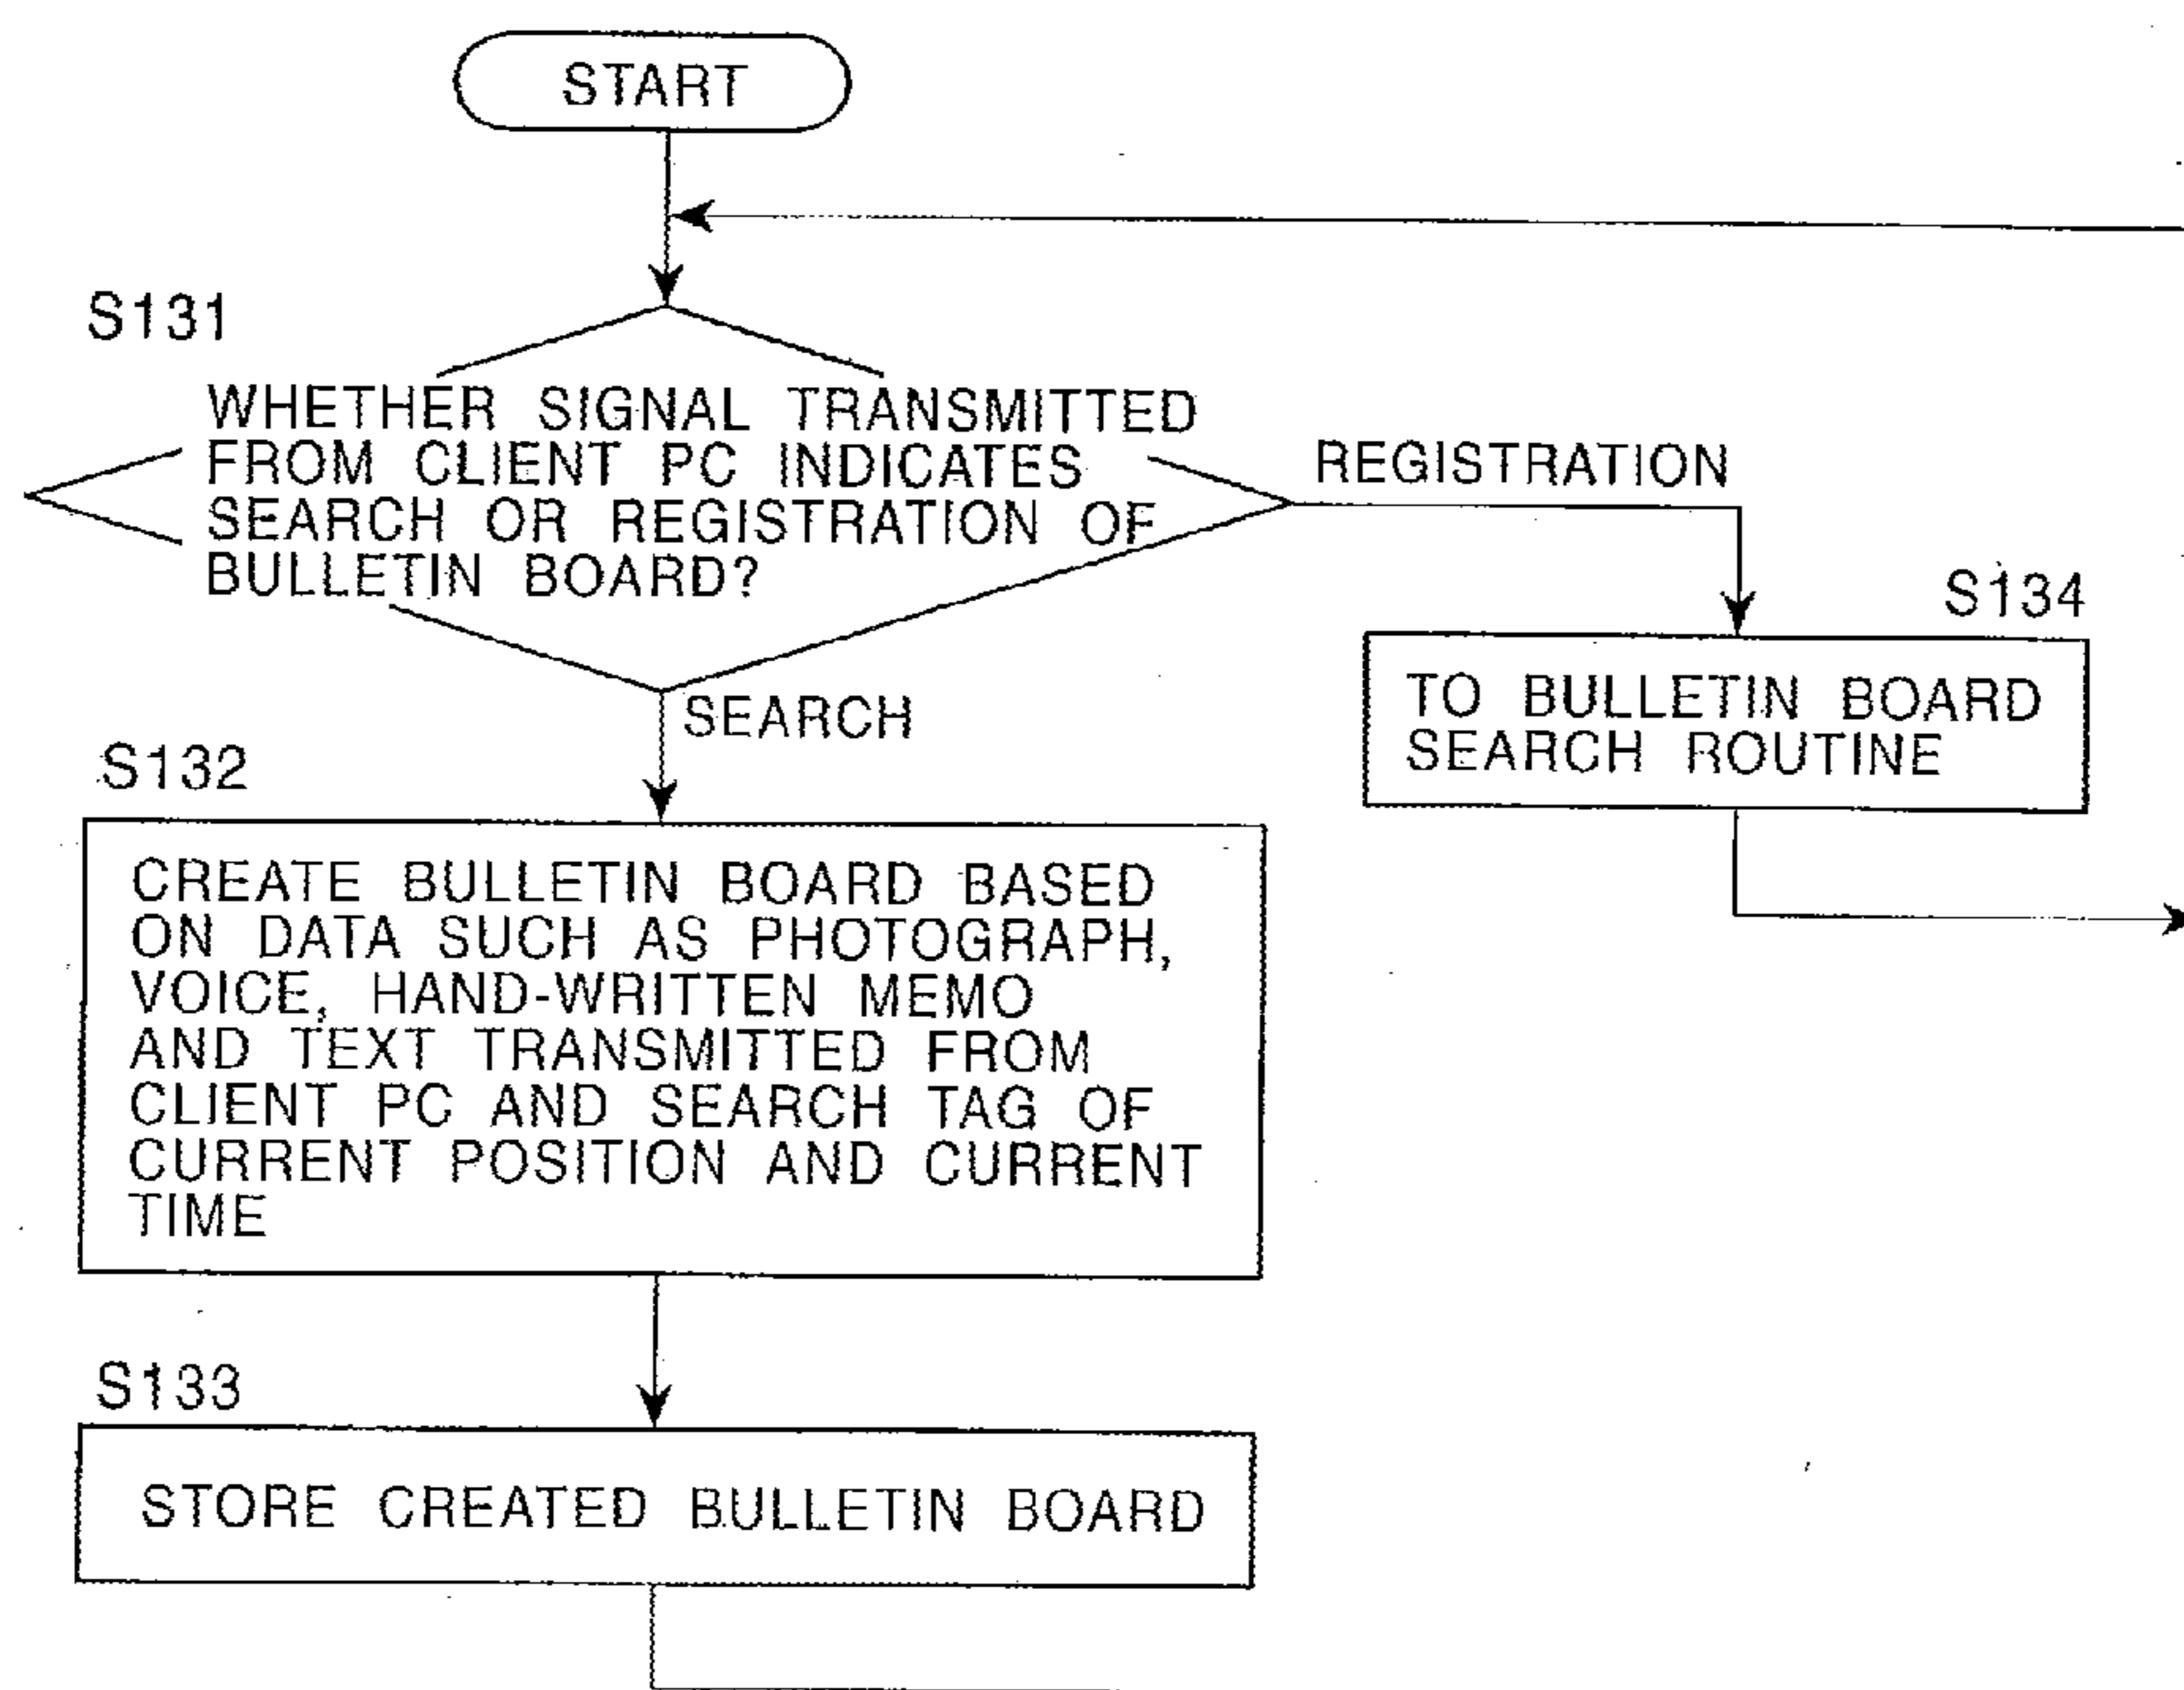 START
S131
WHETHER SIGNAL TRANSMITTED
FROM CLIENT PC INDICATES
SEARCH OR REGISTRATION OF
BULLETIN BOARD?
REGISTRATION
SEARCH
S134
TO BULLETIN BOARD
SEARCH ROUTINE
S132
CREATE BULLETIN BOARD BASED
ON DATA SUCH AS PHOTOGRAPH,
VOICE, HAND-WRITTEN MEMO
AND TEXT TRANSMITTED FROM
CLIENT PC AND SEARCH TAG OF
CURRENT POSITION AND CURRENT
TIME
S133
STORE CREATED BULLETIN BOARD